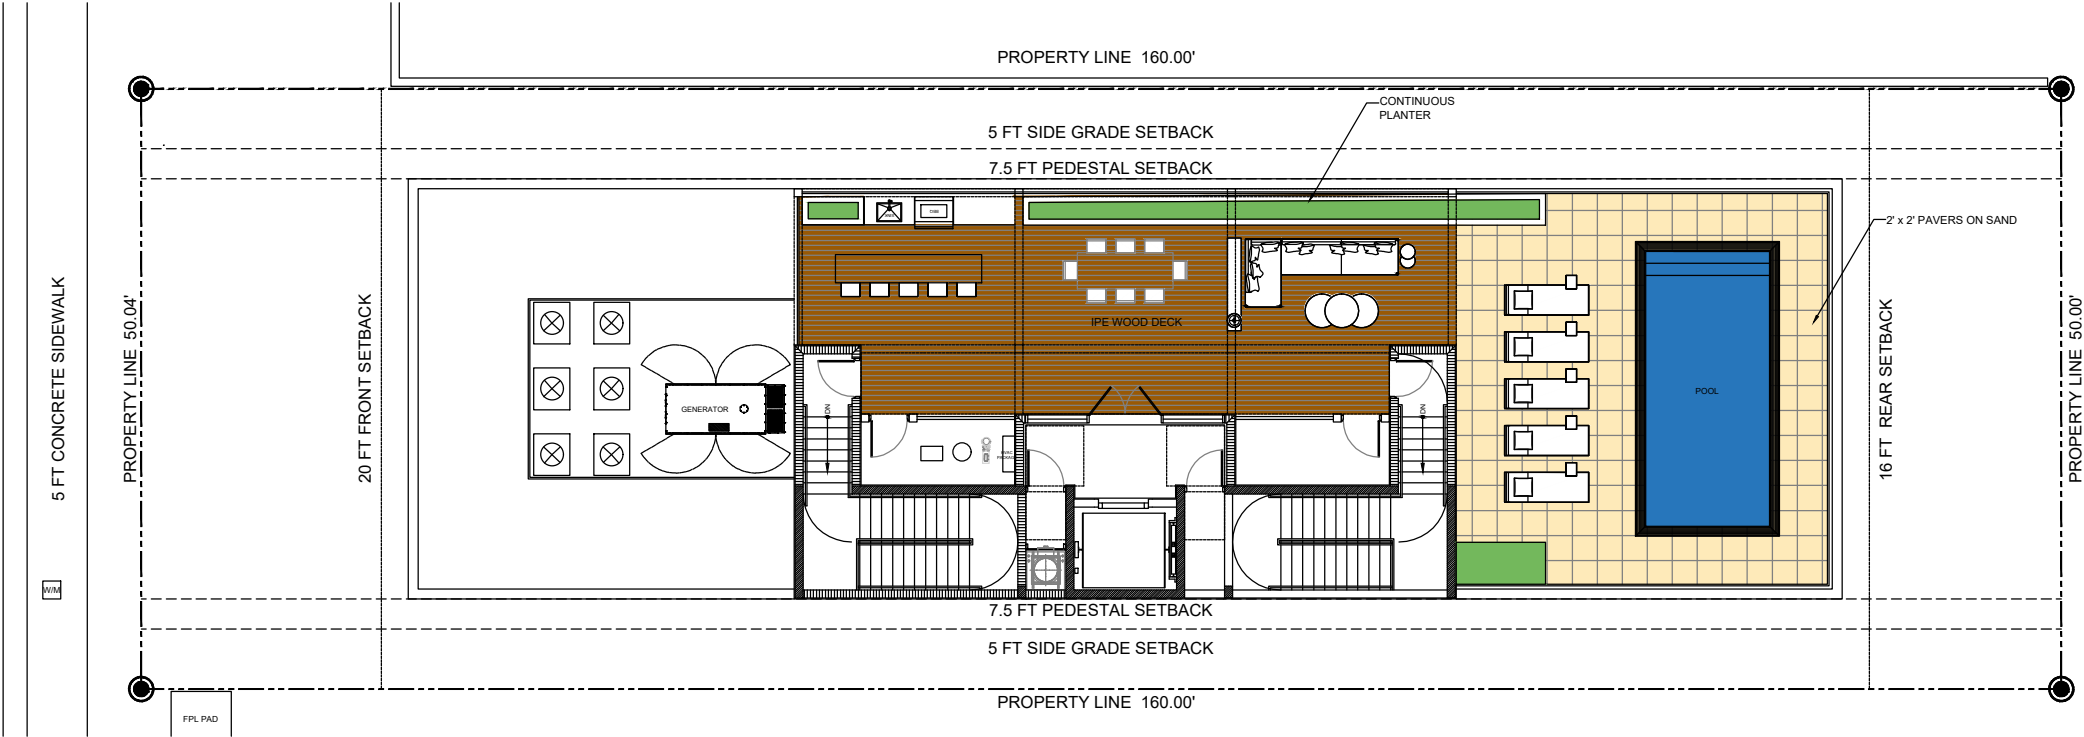 PROPERTY LINE  160.00'
CONTINUOUS
PLANTER
5 FT SIDE GRADE SETBACK
7.5 FT PEDESTAL SETBACK
2' x 2' PAVERS ON SAND
5 FT CONCRETE SIDEWALK
PROPERTY LINE  50.04'
20 FT FRONT SETBACK
IPE WOOD DECK
GENERATOR
DN
DN
POOL
16 FT  REAR SETBACK
PROPERTY LINE  50.00'
W/M
7.5 FT PEDESTAL SETBACK
5 FT SIDE GRADE SETBACK
PROPERTY LINE  160.00'
FPL PAD